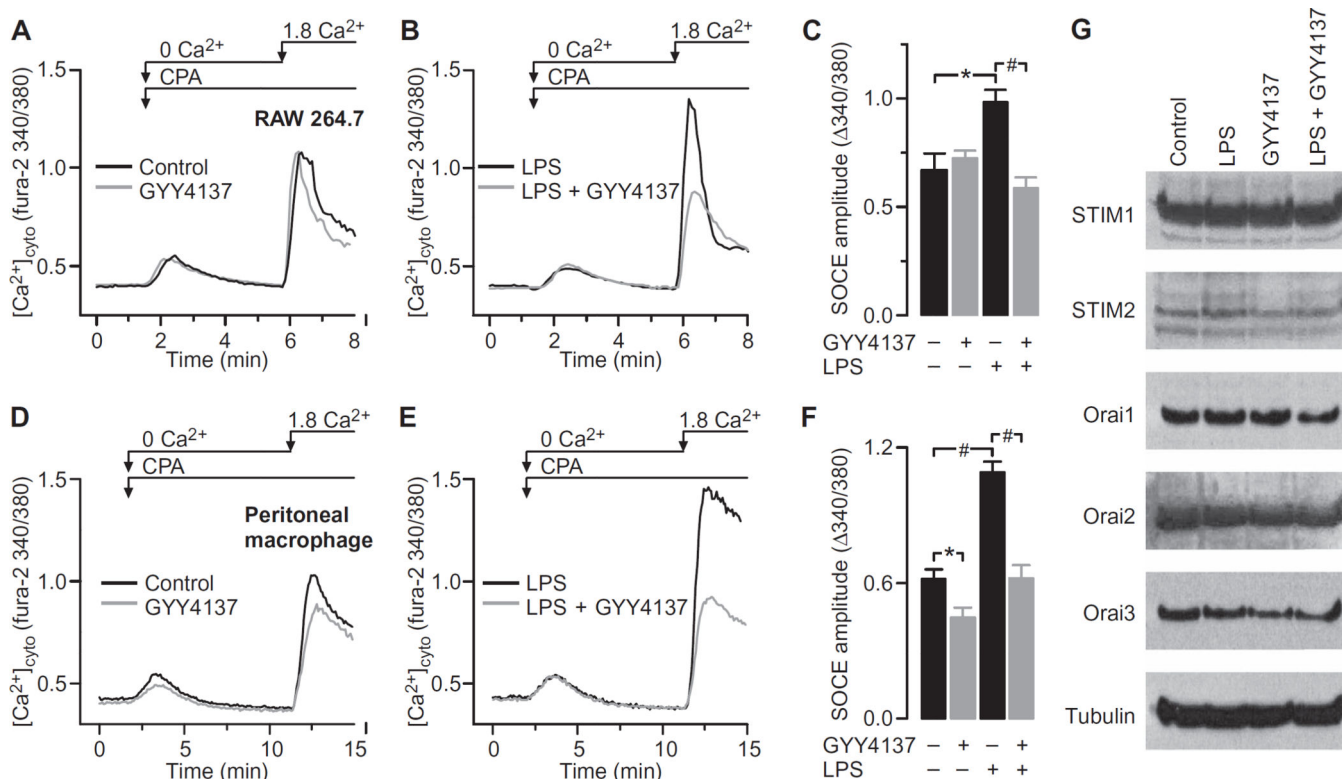 A
0 Ca²⁺
1.8 Ca²⁺
CPA
RAW 264.7
Control
GYY4137
[Ca²⁺]cyto (fura-2 340/380)
1.5
1.0
0.5
0 2 4 6 8
Time (min)
B
0 Ca²⁺
1.8 Ca²⁺
CPA
LPS
LPS + GYY4137
[Ca²⁺]cyto (fura-2 340/380)
1.5
1.0
0.5
0 2 4 6 8
Time (min)
C
SOCE amplitude (Δ340/380)
1.0
0.5
0.0
* #
GYY4137 – + – +
LPS – – + +
D
0 Ca²⁺
1.8 Ca²⁺
CPA
Peritoneal
macrophage
Control
GYY4137
[Ca²⁺]cyto (fura-2 340/380)
1.5
1.0
0.5
0 5 10 15
Time (min)
E
0 Ca²⁺
1.8 Ca²⁺
CPA
LPS
LPS + GYY4137
[Ca²⁺]cyto (fura-2 340/380)
1.5
1.0
0.5
0 5 10 15
Time (min)
F
SOCE amplitude (Δ340/380)
1.2
0.6
0.0
# #
*
GYY4137 – + – +
LPS – – + +
G
Control
LPS
GYY4137
LPS + GYY4137
STIM1
STIM2
Orai1
Orai2
Orai3
Tubulin